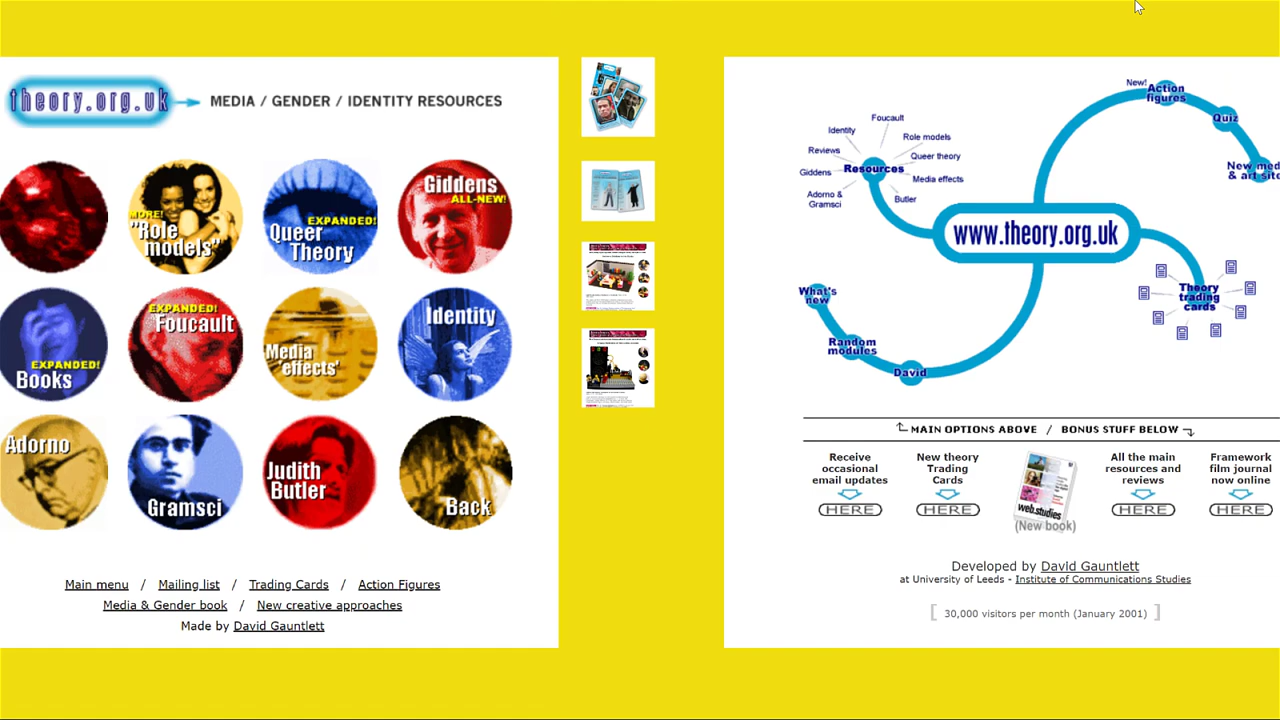 theory.org.uk
MEDIA / GENDER / IDENTITY RESOURCES
MORE!
"Role
models"
EXPANDED!
Queer
Theory
Giddens
ALL-NEW!
EXPANDED!
Books
EXPANDED!
Foucault
Media
effects'
Identity
Adorno
Gramsci
Judith
Butler
Back
Main menu / Mailing list / Trading Cards / Action Figures
Media & Gender book / New creative approaches
Made by David Gauntlett
New!
Action
figures
Quiz
New med
& art site
Foucault
Identity
Role models
Reviews
Queer theory
Resources
Giddens
Media effects
Adorno &
Gramsci
Butler
www.theory.org.uk
What's
new
Random
modules
David
Theory
trading
cards
MAIN OPTIONS ABOVE / BONUS STUFF BELOW
Receive
occasional
email updates
HERE
New theory
Trading
Cards
HERE
web.studies
(New book)
All the main
resources and
reviews
HERE
Framework
film journal
now online
HERE
Developed by David Gauntlett
at University of Leeds - Institute of Communications Studies
[ 30,000 visitors per month (January 2001) ]